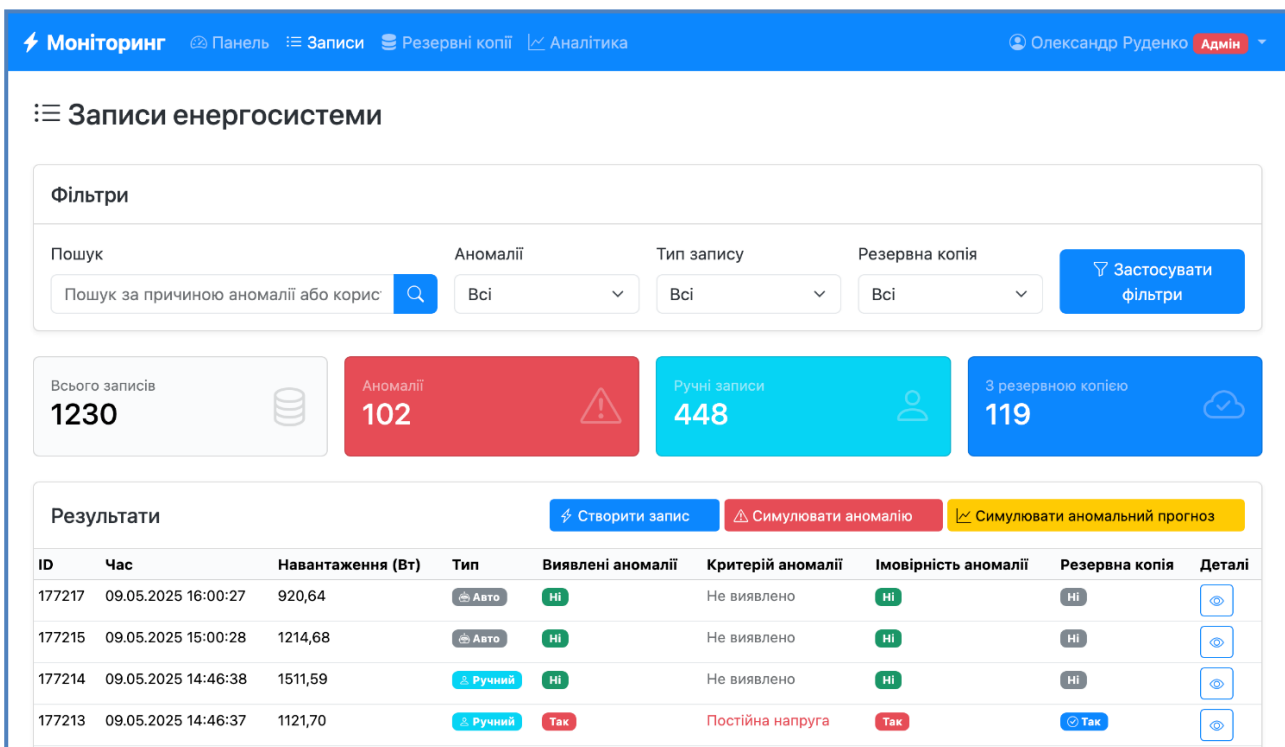 Моніторинг Панель Записи Резервні копії Аналітика Олександр Руденко Адмін
Записи енергосистеми
Фільтри
Пошук Аномалії Тип запису Резервна копія
Пошук за причиною аномалії або корис Всі Всі Всі Застосувати фільтри
Всього записів Аномалії Ручні записи З резервною копією
1230 102 448 119
Результати Створити запис Симулювати аномалію Симулювати аномальний прогноз
ID Час Навантаження (Вт) Тип Виявлені аномалії Критерій аномалії Імовірність аномалії Резервна копія Деталі
177217 09.05.2025 16:00:27 920,64 Авто Ні Не виявлено Ні Ні
177215 09.05.2025 15:00:28 1214,68 Авто Ні Не виявлено Ні Ні
177214 09.05.2025 14:46:38 1511,59 Ручний Ні Не виявлено Ні Ні
177213 09.05.2025 14:46:37 1121,70 Ручний Так Постійна напруга Так Так